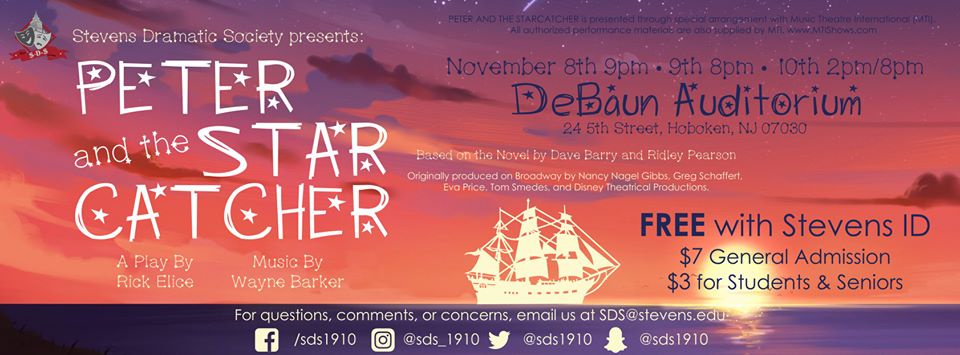 S·D·S
Stevens Dramatic Society presents:
PETER
and the STAR
CATCHER
A Play By
Rick Elice
Music By
Wayne Barker
PETER AND THE STARCATCHER is presented through special arrangement with Music Theatre International (MTI).
All authorized performance materials are also supplied by MTI. www.MTIShows.com
November 8th 9pm • 9th 8pm • 10th 2pm/8pm
DeBaun Auditorium
24 5th Street, Hoboken, NJ 07030
Based on the Novel by Dave Barry and Ridley Pearson
Originally produced on Broadway by Nancy Nagel Gibbs, Greg Schaffert,
Eva Price, Tom Smedes, and Disney Theatrical Productions.
FREE with Stevens ID
$7 General Admission
$3 for Students & Seniors
For questions, comments, or concerns, email us at SDS@stevens.edu
/sds1910 @sds_1910 @sds1910 @sds1910